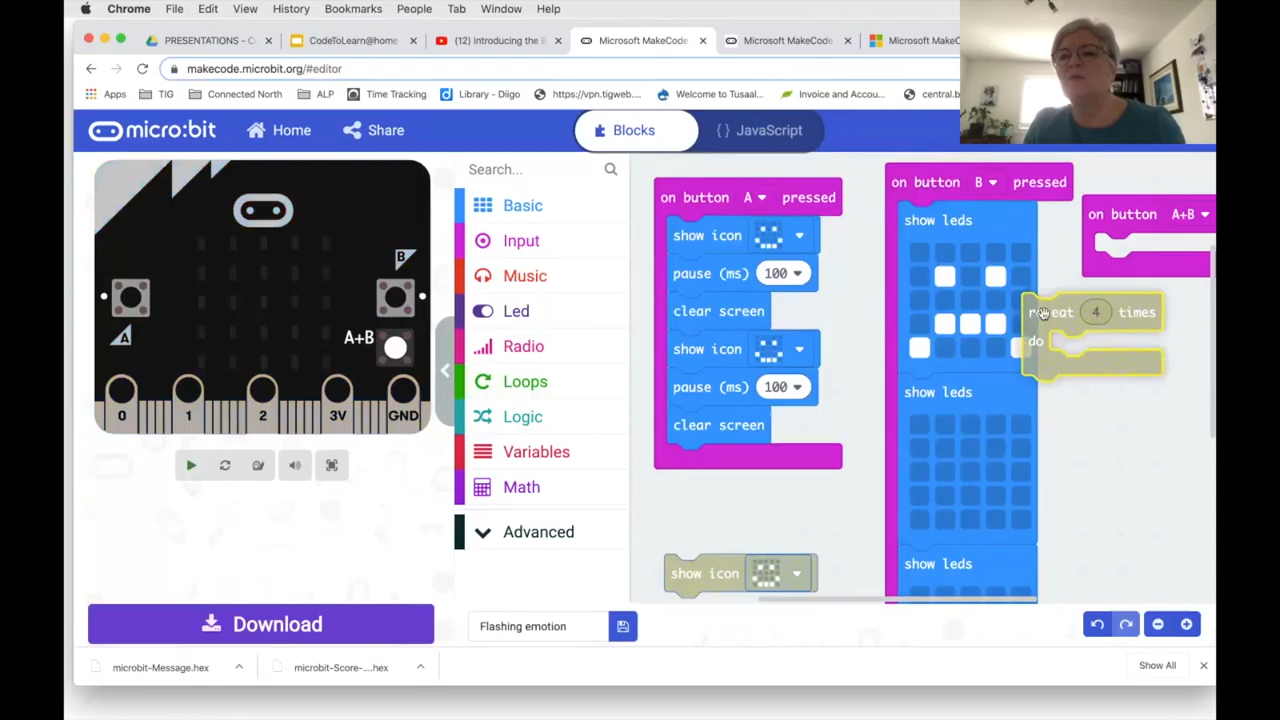 Chrome File Edit View History Bookmarks People Tab Window Help
PRESENTATIONS - C
CodeToLearn@home
(12) Introducing the B
Microsoft MakeCode
Microsoft MakeCode
Microsoft MakeC
makecode.microbit.org/#editor
Apps TIG Connected North ALP Time Tracking Library - Diigo https://vpn.tigweb.... Welcome to Tusaal... Invoice and Accou... central.b
micro:bit Home Share Blocks { } JavaScript
B
A
A+B
0 1 2 3V GND
Search...
Basic
Input
Music
Led
Radio
Loops
Logic
Variables
Math
Advanced
on button A pressed
show icon
pause (ms) 100
clear screen
show icon
pause (ms) 100
clear screen
show icon
on button B pressed
show leds
show leds
show leds
on button A+B
repeat 4 times
do
Download
Flashing emotion
microbit-Message.hex
microbit-Score-....hex
Show All